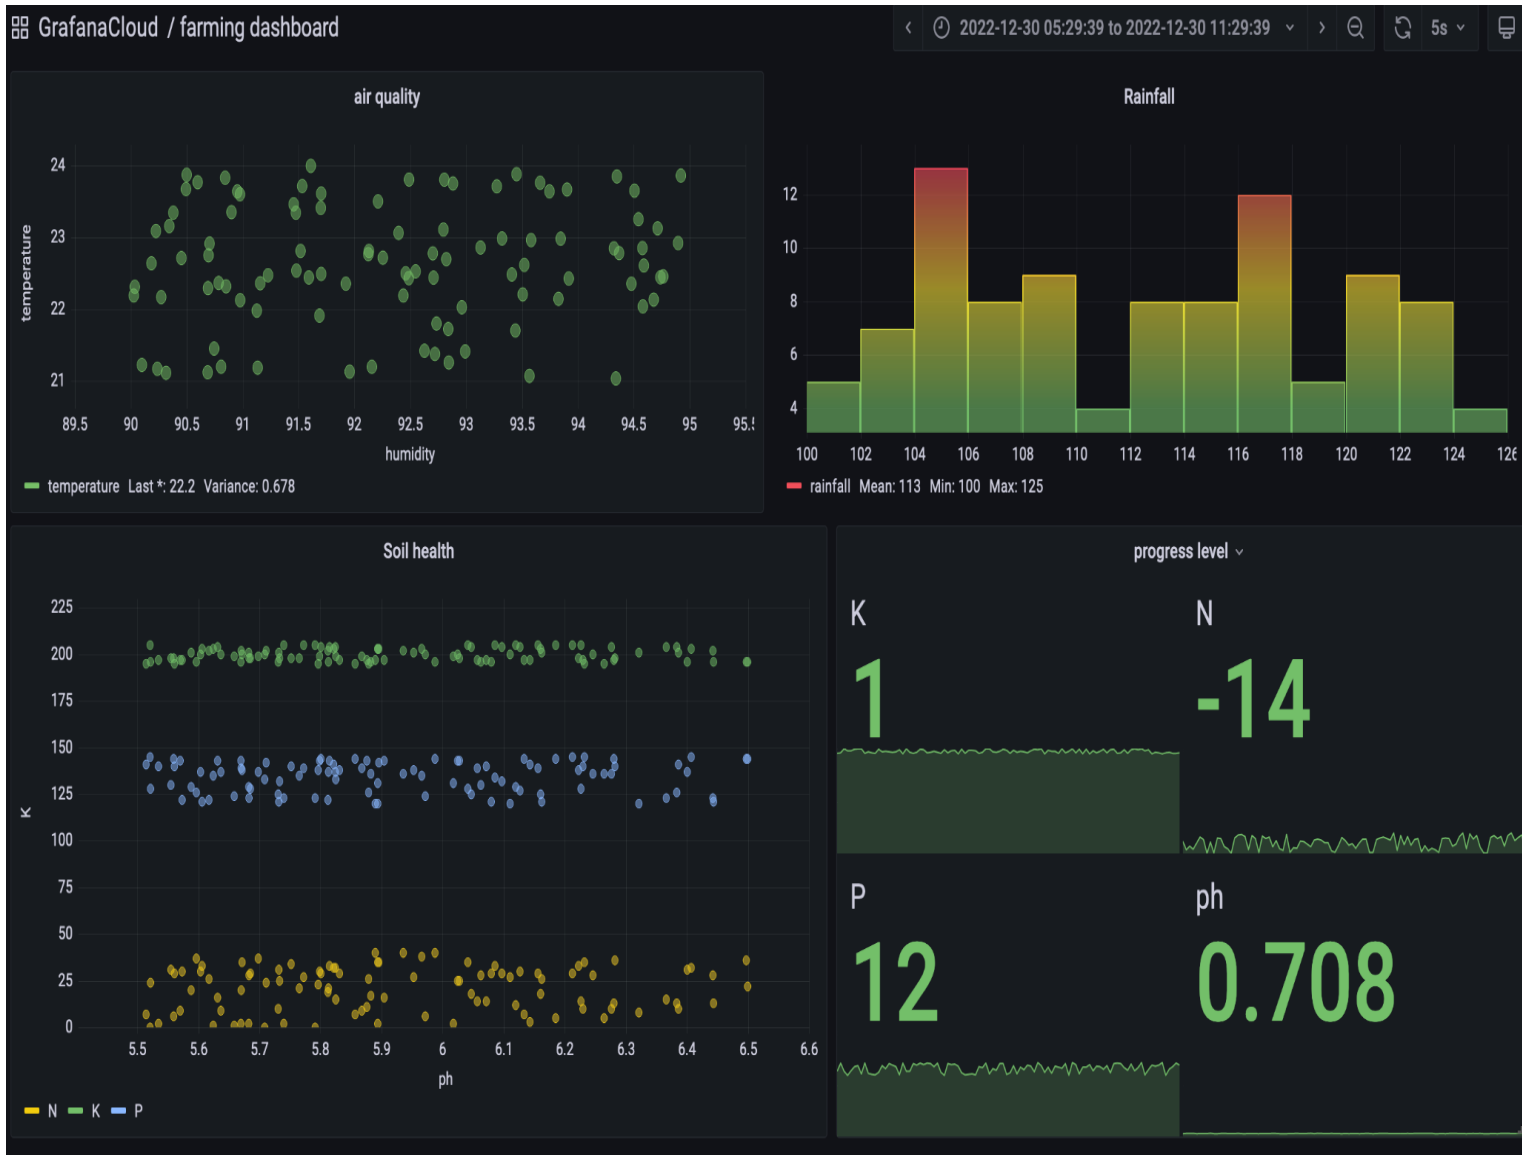 GrafanaCloud / farming dashboard
2022-12-30 05:29:39 to 2022-12-30 11:29:39
5s
air quality
temperature
24
23
22
21
89.5 90 90.5 91 91.5 92 92.5 93 93.5 94 94.5 95 95.5
humidity
temperature Last *: 22.2 Variance: 0.678
Rainfall
12
10
8
6
4
100 102 104 106 108 110 112 114 116 118 120 122 124 126
rainfall Mean: 113 Min: 100 Max: 125
Soil health
K
225
200
175
150
125
100
75
50
25
0
5.5 5.6 5.7 5.8 5.9 6 6.1 6.2 6.3 6.4 6.5 6.6
ph
N K P
progress level
K
1
N
-14
P
12
ph
0.708